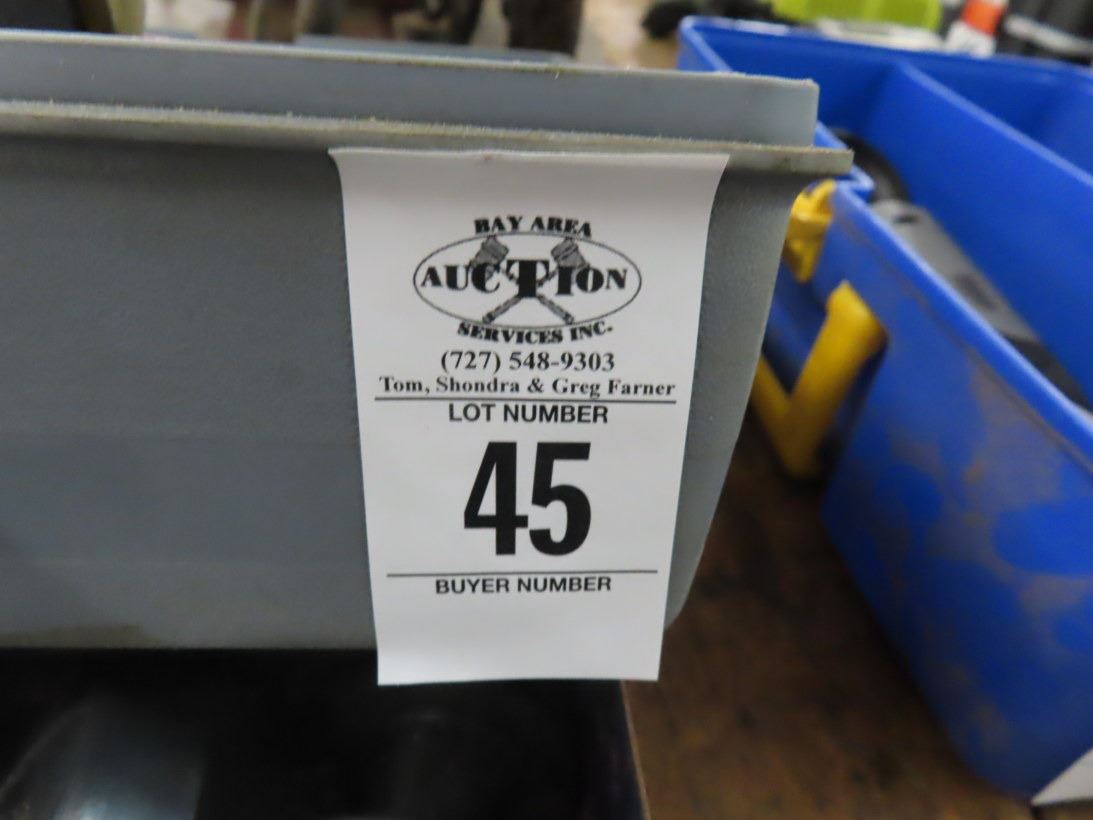 BAY AREA
AUCTION
SERVICES INC.
(727) 548-9303
Tom, Shondra & Greg Farner
LOT NUMBER
45
BUYER NUMBER